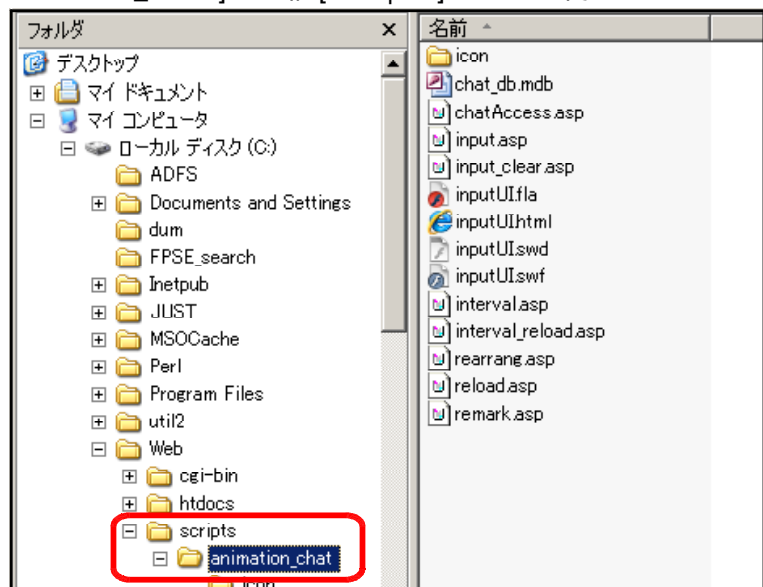 フォルダ
デスクトップ
マイ ドキュメント
マイ コンピュータ
ローカル ディスク (C:)
ADFS
Documents and Settings
dum
FPSE_search
Inetpub
JUST
MSOCache
Perl
Program Files
util2
Web
cgi-bin
htdocs
scripts
animation_chat
icon
名前
icon
chat_db.mdb
chatAccess.asp
input.asp
input_clear.asp
inputUI.fla
inputUI.html
inputUI.swd
inputUI.swf
interval.asp
interval_reload.asp
rearrang.asp
reload.asp
remark.asp